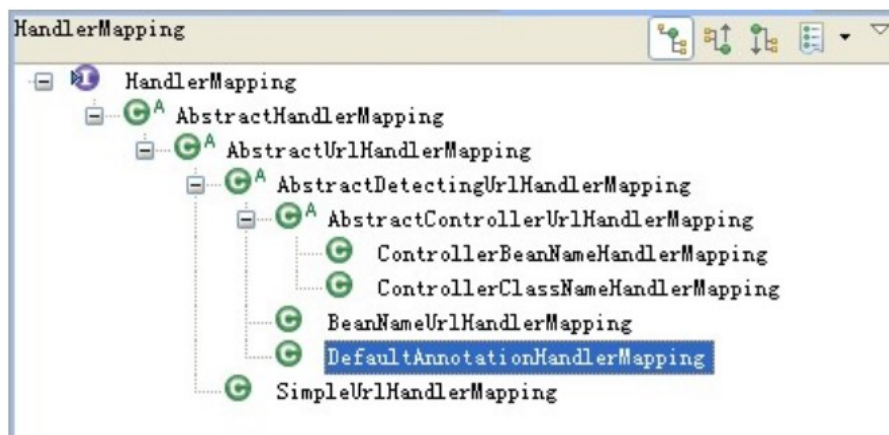 HandlerMapping
HandlerMapping
AbstractHandlerMapping
AbstractUrlHandlerMapping
AbstractDetectingUrlHandlerMapping
AbstractControllerUrlHandlerMapping
ControllerBeanNameHandlerMapping
ControllerClassNameHandlerMapping
BeanNameUrlHandlerMapping
DefaultAnnotationHandlerMapping
SimpleUrlHandlerMapping